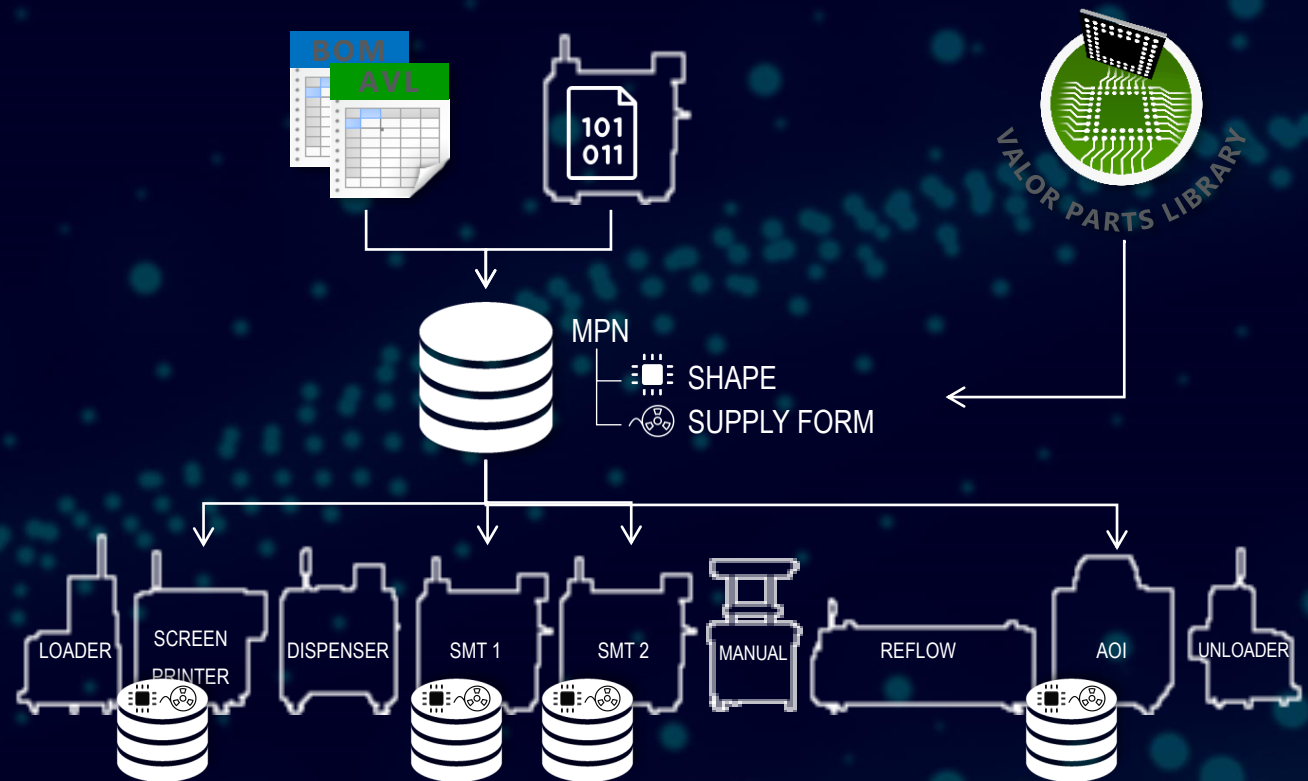 BOM
AVL
101
011
VALOR PARTS LIBRARY
MPN
SHAPE
SUPPLY FORM
LOADER
SCREEN
PRINTER
DISPENSER
SMT 1
SMT 2
MANUAL
REFLOW
AOI
UNLOADER